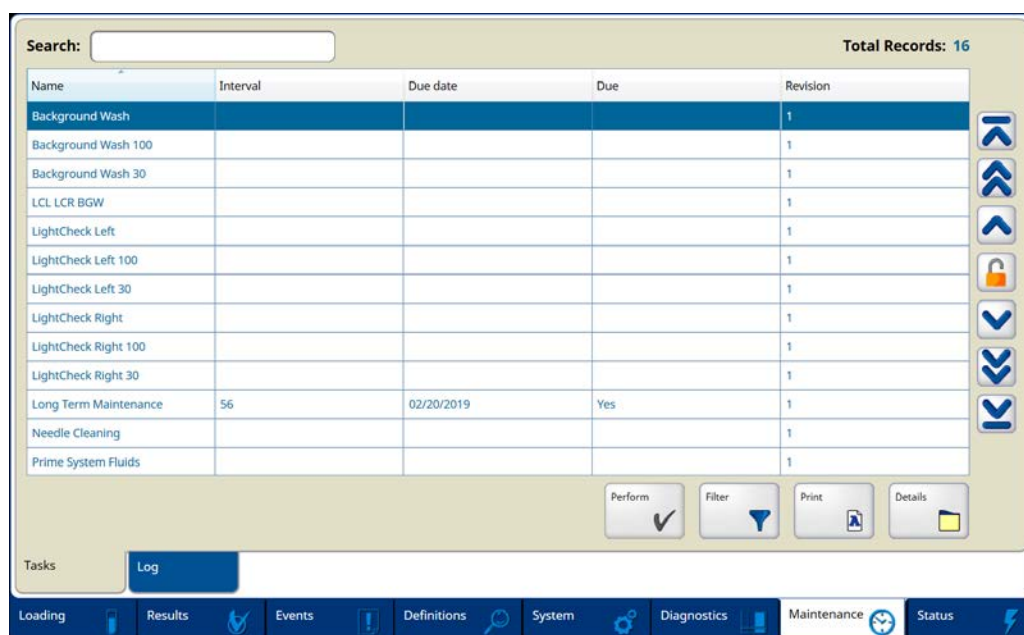 Search: Total Records: 16
Name Interval Due date Due Revision
Background Wash 1
Background Wash 100 1
Background Wash 30 1
LCL LCR BGW 1
LightCheck Left 1
LightCheck Left 100 1
LightCheck Left 30 1
LightCheck Right 1
LightCheck Right 100 1
LightCheck Right 30 1
Long Term Maintenance 56 02/20/2019 Yes 1
Needle Cleaning 1
Prime System Fluids 1
Perform Filter Print Details
Tasks Log
Loading Results Events Definitions System Diagnostics Maintenance Status